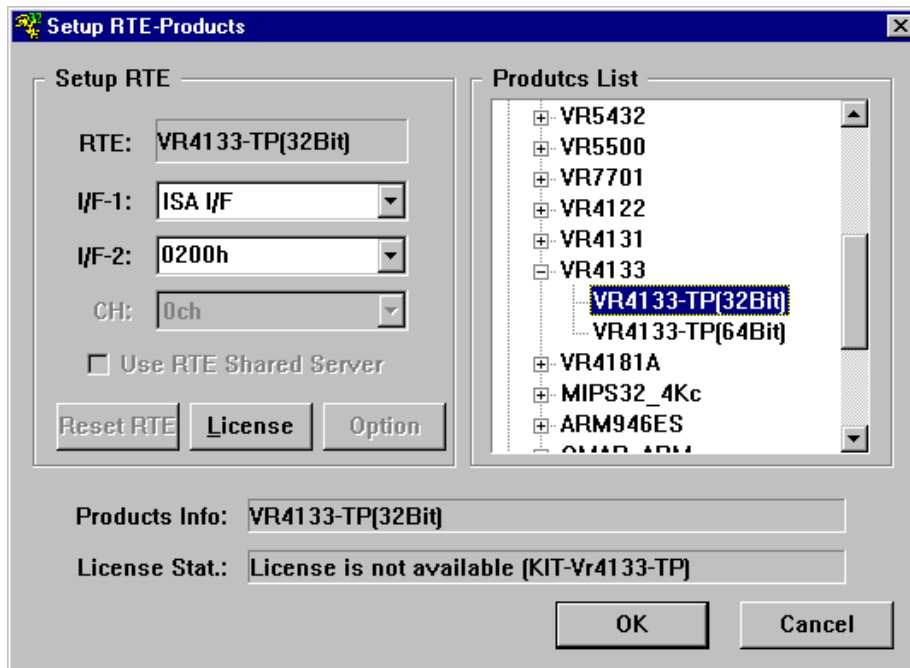 Setup RTE-Products
Setup RTE
RTE: VR4133-TP(32Bit)
I/F-1: ISA I/F
I/F-2: 0200h
CH: 0ch
Use RTE Shared Server
Reset RTE License Option
Produtcs List
VR5432
VR5500
VR7701
VR4122
VR4131
VR4133
VR4133-TP(32Bit)
VR4133-TP(64Bit)
VR4181A
MIPS32_4Kc
ARM946ES
Products Info: VR4133-TP(32Bit)
License Stat.: License is not available (KIT-Vr4133-TP)
OK Cancel